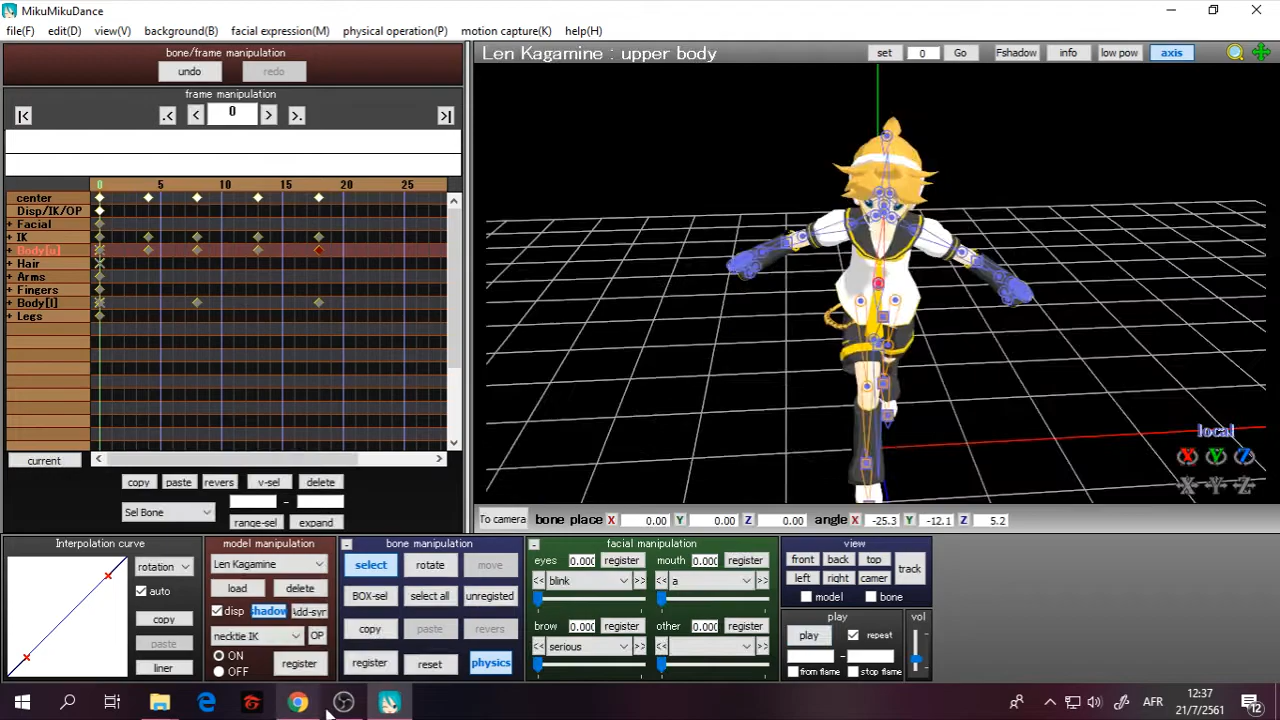 MikuMikuDance
file(F) edit(D) view(V) background(B) facial expression(M) physical operation(P) motion capture(K) help(H)
bone/frame manipulation
undo redo
frame manipulation
|< .< < 0 > >. >|
0 5 10 15 20 25
center
Disp/IK/OP
+ Facial
+ IK
+ Body[u]
+ Hair
+ Arms
+ Fingers
+ Body[l]
+ Legs
current < >
copy paste revers v-sel delete
Sel Bone -
range-sel expand
Len Kagamine : upper body
set 0 Go Fshadow info low pow axis
local
X Y Z
X Y Z
To camera bone place X 0.00 Y 0.00 Z 0.00 angle X -25.3 Y -12.1 Z 5.2
Interpolation curve
rotation
auto
copy
paste
liner
model manipulation
Len Kagamine
load delete
disp shadow Add-syn
necktie IK OP
ON
OFF
register
- bone manipulation
select rotate move
BOX-sel select all unregisted
copy paste revers
register reset physics
- facial manipulation
eyes 0.000 register mouth 0.000 register
<< blink >> << a >>
brow 0.000 register other 0.000 register
<< serious >> << >>
view
front back top
left right camer
track
model bone
play
play repeat
-
from flame stop flame
vol
AFR
12:37
21/7/2561
12